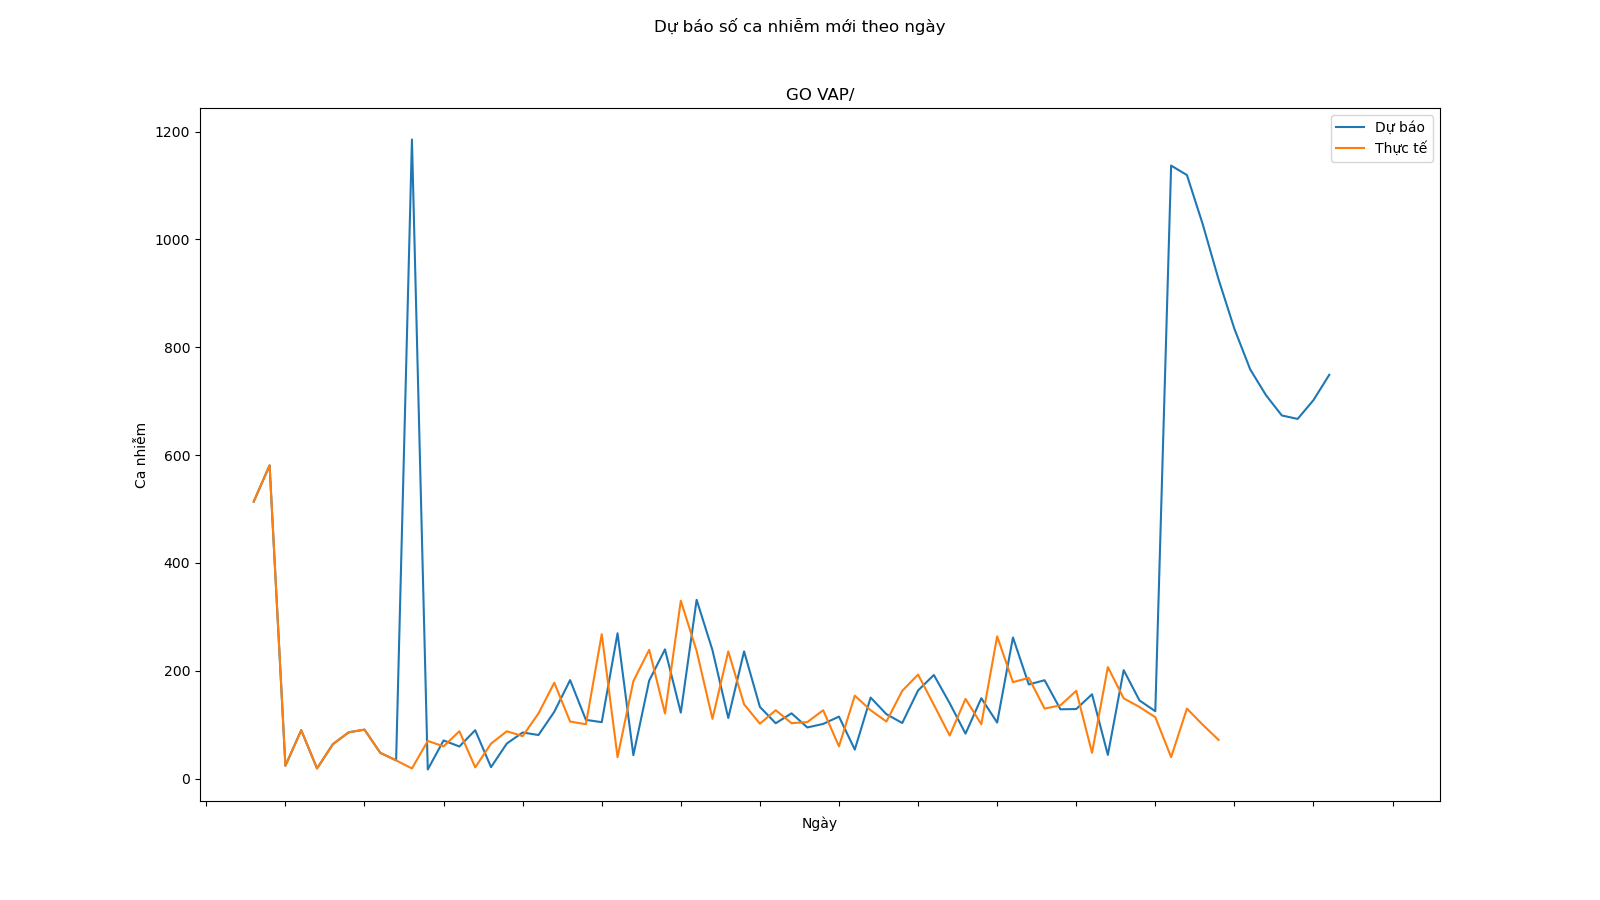 Dự báo số ca nhiễm mới theo ngày
GO VAP/
Dự báo
Thực tế
1200
1000
800
600
400
200
0
Ca nhiễm
Ngày